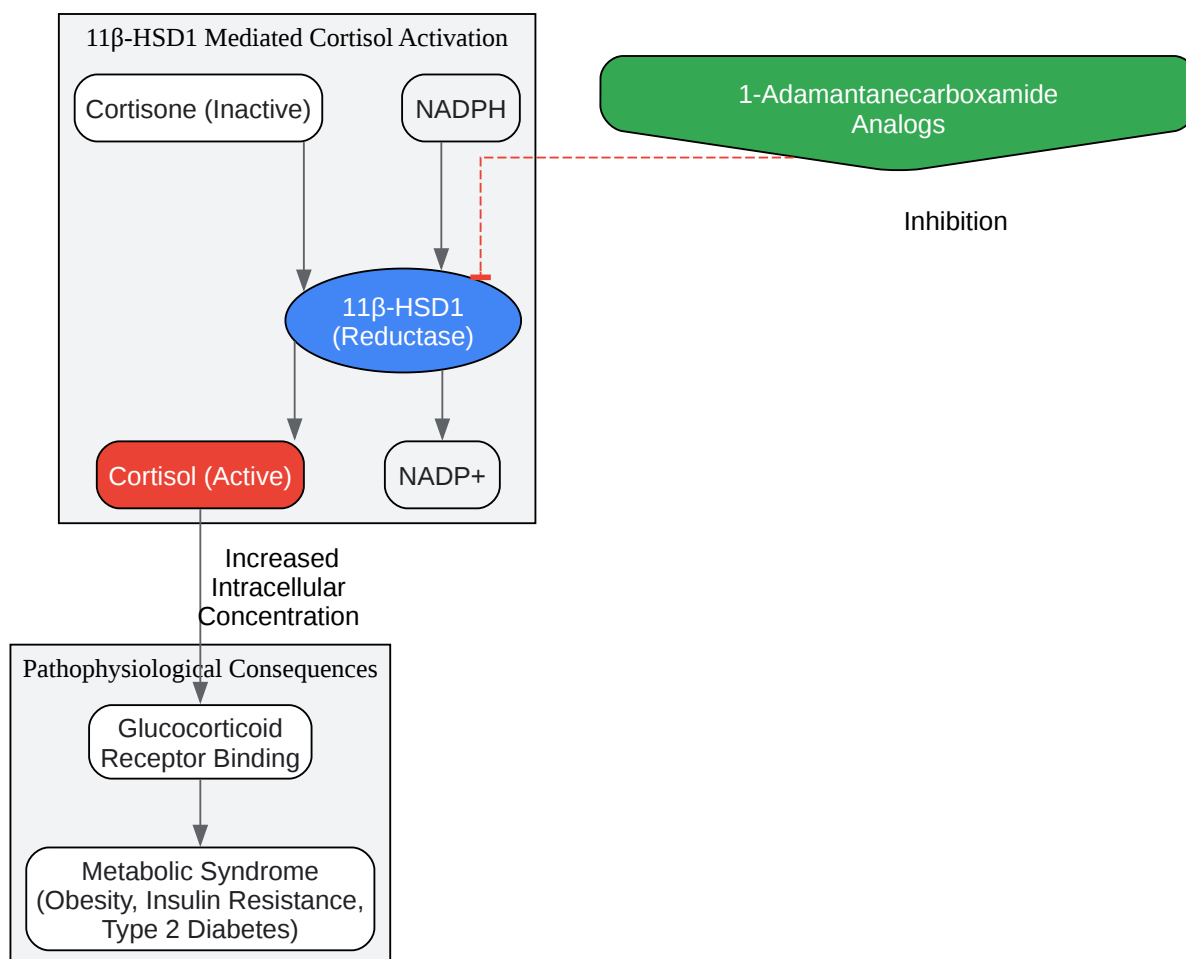 11β-HSD1 Mediated Cortisol Activation
Cortisone (Inactive)
NADPH
1-Adamantanecarboxamide
Analogs
Inhibition
11β-HSD1
(Reductase)
Cortisol (Active)
NADP+
Increased
Intracellular
Concentration
Pathophysiological Consequences
Glucocorticoid
Receptor Binding
Metabolic Syndrome
(Obesity, Insulin Resistance,
Type 2 Diabetes)